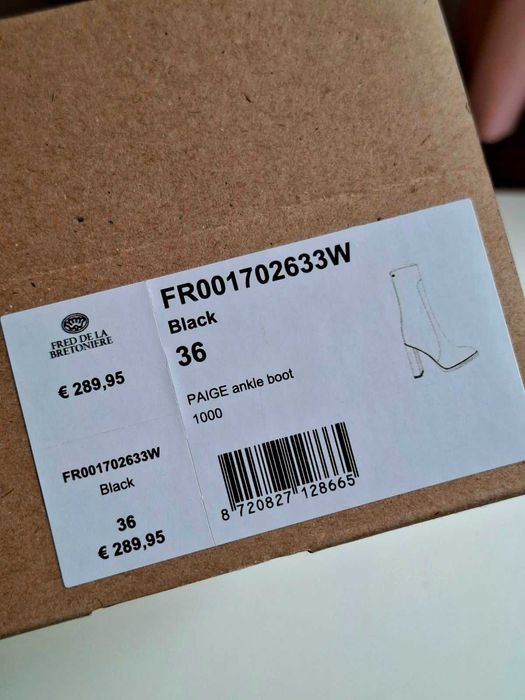 FRED DE LA
BRETONIERE
€ 289,95
FR001702633W
Black
36
€ 289,95
FR001702633W
Black
36
PAIGE ankle boot
1000
8 720827 128665